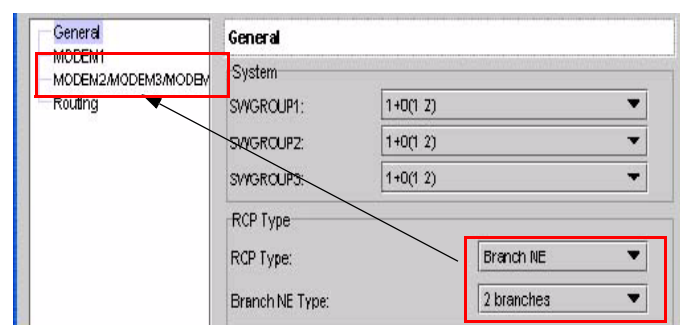 General
MODEM1
MODEM2/MODEM3/MODEM
Routing
General
System
SWGROUP1: 1+0(1 2)
SWGROUP2: 1+0(1 2)
SWGROUP3: 1+0(1 2)
RCP Type
RCP Type: Branch NE
Branch NE Type: 2 branches